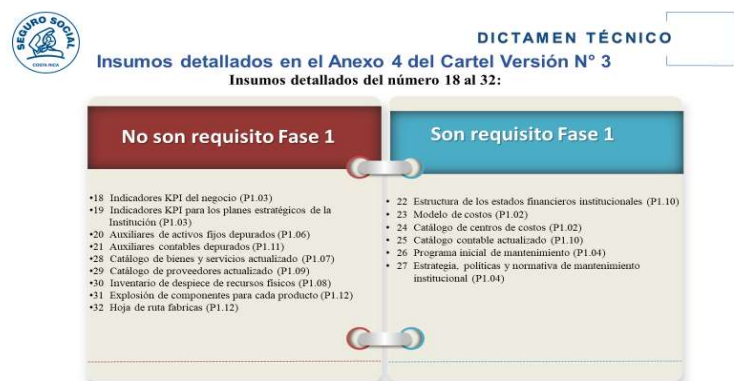 SEGURO SOCIAL
COSTA RICA
DICTAMEN TÉCNICO
Insumos detallados en el Anexo 4 del Cartel Versión N° 3
Insumos detallados del número 18 al 32:
No son requisito Fase 1
•18 Indicadores KPI del negocio (P1.03)
•19 Indicadores KPI para los planes estratégicos de la
Institución (P1.03)
•20 Auxiliares de activos fijos depurados (P1.06)
•21 Auxiliares contables depurados (P1.11)
•28 Catálogo de bienes y servicios actualizado (P1.07)
•29 Catálogo de proveedores actualizado (P1.09)
•30 Inventario de despiece de recursos físicos (P1.08)
•31 Explosión de componentes para cada producto (P1.12)
•32 Hoja de ruta fabricas (P1.12)
Son requisito Fase 1
• 22 Estructura de los estados financieros institucionales (P1.10)
• 23 Modelo de costos (P1.02)
• 24 Catálogo de centros de costos (P1.02)
• 25 Catálogo contable actualizado (P1.10)
• 26 Programa inicial de mantenimiento (P1.04)
• 27 Estrategia, políticas y normativa de mantenimiento
institucional (P1.04)